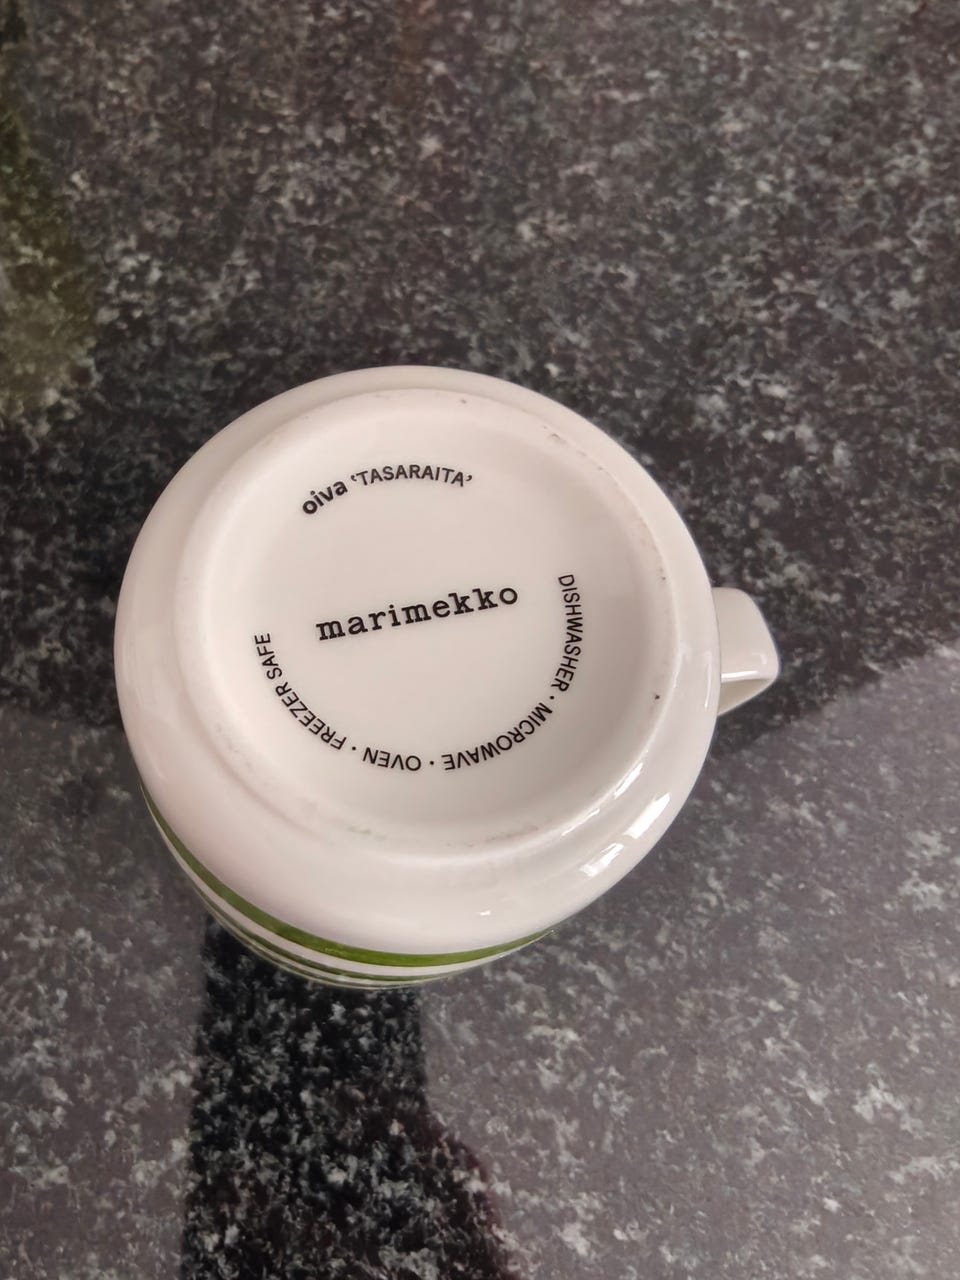 oiva ‘TASARAITA’
marimekko
DISHWASHER · MICROWAVE · OVEN · FREEZER SAFE